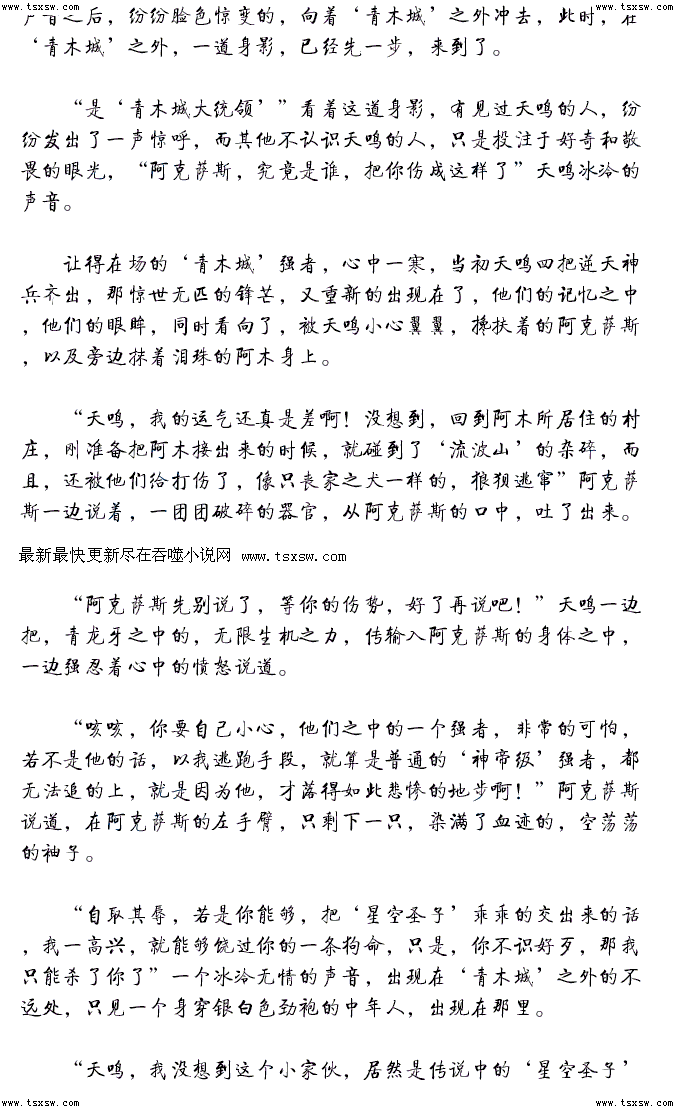 www.tsxsw.com www.tsxsw.com
声音之后，纷纷脸色惊变的，向着‘青木城’之外冲去，此时，在
‘青木城’之外，一道身影，已经先一步，来到了。
“是‘青木城大统领’”看着这道身影，有见过天鸣的人，纷
纷发出了一声惊呼，而其他不认识天鸣的人，只是投注于好奇和敬
畏的眼光，“阿克萨斯，究竟是谁，把你伤成这样了”天鸣冰冷的
声音。
让得在场的‘青木城’强者，心中一寒，当初天鸣四把逆天神
兵齐出，那惊世无匹的锋芒，又重新的出现在了，他们的记忆之中
，他们的眼眸，同时看向了，被天鸣小心翼翼，搀扶着的阿克萨斯
，以及旁边抹着泪珠的阿木身上。
“天鸣，我的运气还真是差啊！没想到，回到阿木所居住的村
庄，刚准备把阿木接出来的时候，就碰到了‘流波山’的杂碎，而
且，还被他们给打伤了，像只丧家之犬一样的，狼狈逃窜”阿克萨
斯一边说着，一团团破碎的器官，从阿克萨斯的口中，吐了出来。
最新最快更新尽在吞噬小说网 www.tsxsw.com
“阿克萨斯先别说了，等你的伤势，好了再说吧！”天鸣一边
把，青龙牙之中的，无限生机之力，传输入阿克萨斯的身体之中，
一边强忍着心中的愤怒说道。
“咳咳，你要自己小心，他们之中的一个强者，非常的可怕，
若不是他的话，以我逃跑手段，就算是普通的‘神帝级’强者，都
无法追的上，就是因为他，才落得如此悲惨的地步啊！”阿克萨斯
说道，在阿克萨斯的左手臂，只剩下一只，染满了血迹的，空荡荡
的袖子。
“自取其辱，若是你能够，把‘星空圣子’乖乖的交出来的话
，我一高兴，就能够饶过你的一条狗命，只是，你不识好歹，那我
只能杀了你了”一个冰冷无情的声音，出现在‘青木城’之外的不
远处，只见一个身穿银白色劲袍的中年人，出现在那里。
“天鸣，我没想到这个小家伙，居然是传说中的‘星空圣子’
www.tsxsw.com www.tsxsw.com